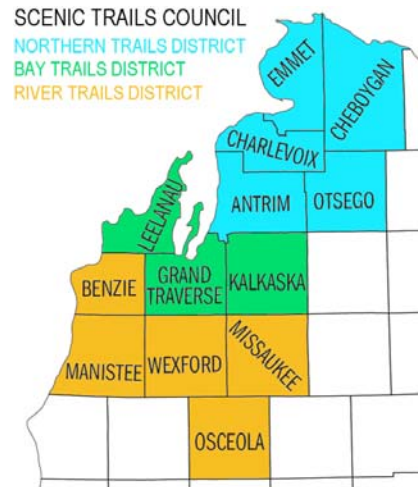 SCENIC TRAILS COUNCIL
NORTHERN TRAILS DISTRICT
BAY TRAILS DISTRICT
RIVER TRAILS DISTRICT
EMMET
CHEBOYGAN
CHARLEVOIX
ANTRIM
OTSEGO
LEELANAU
BENZIE
GRAND
TRAVERSE
KALKASKA
MANISTEE
WEXFORD
MISSAUKEE
OSCEOLA